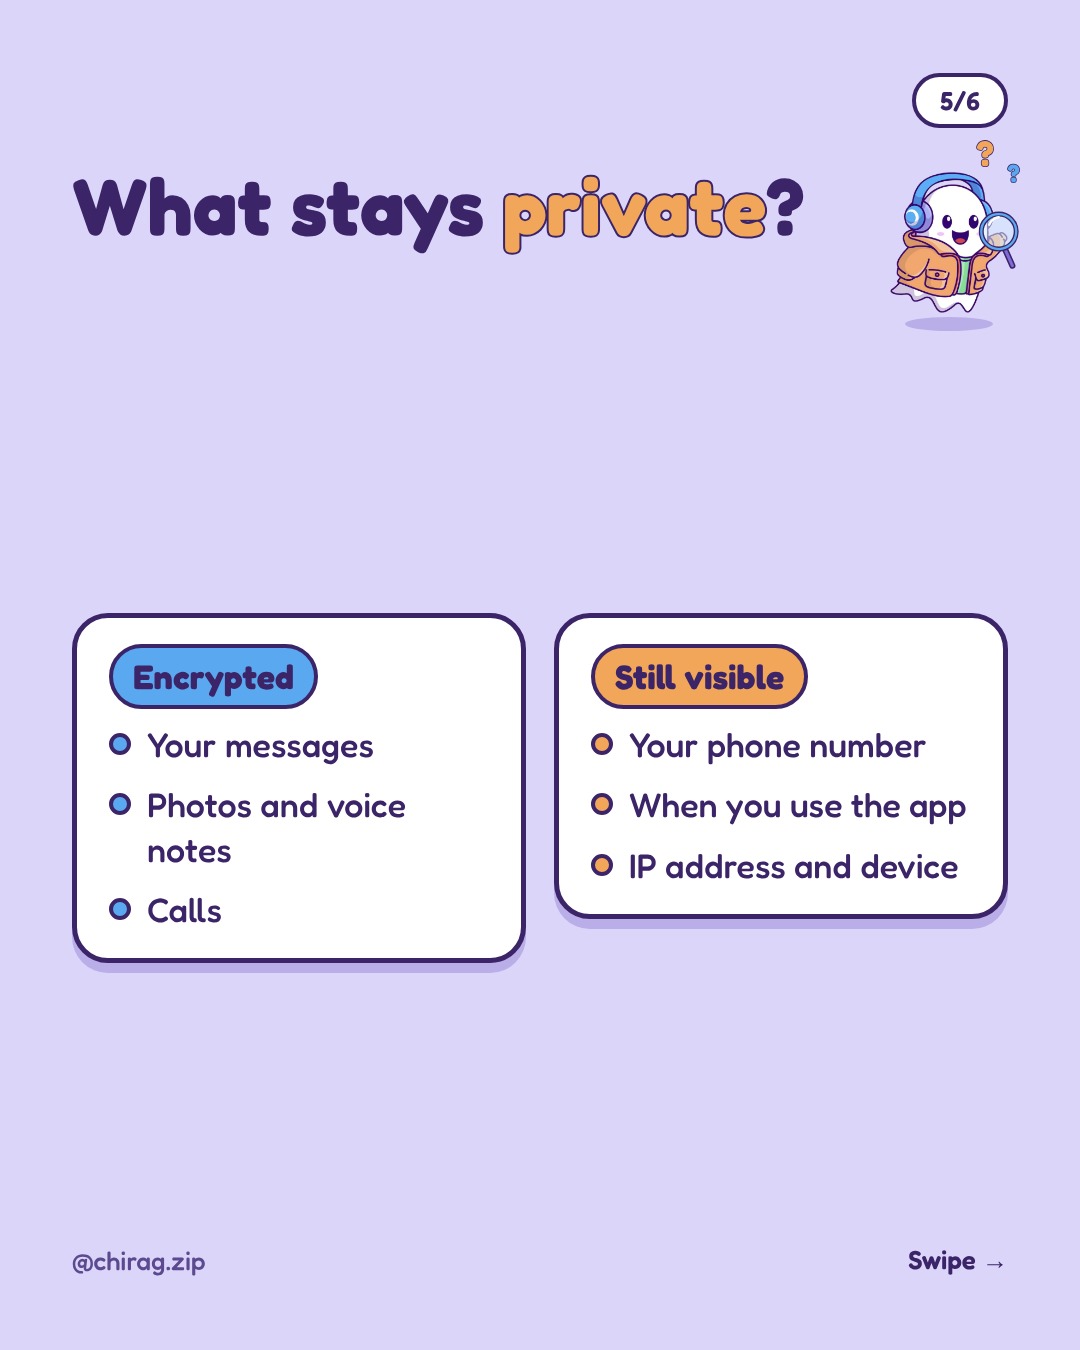 5/6
? ?
What stays private?
Encrypted
Your messages
Photos and voice
notes
Calls
Still visible
Your phone number
When you use the app
IP address and device
@chirag.zip
Swipe →